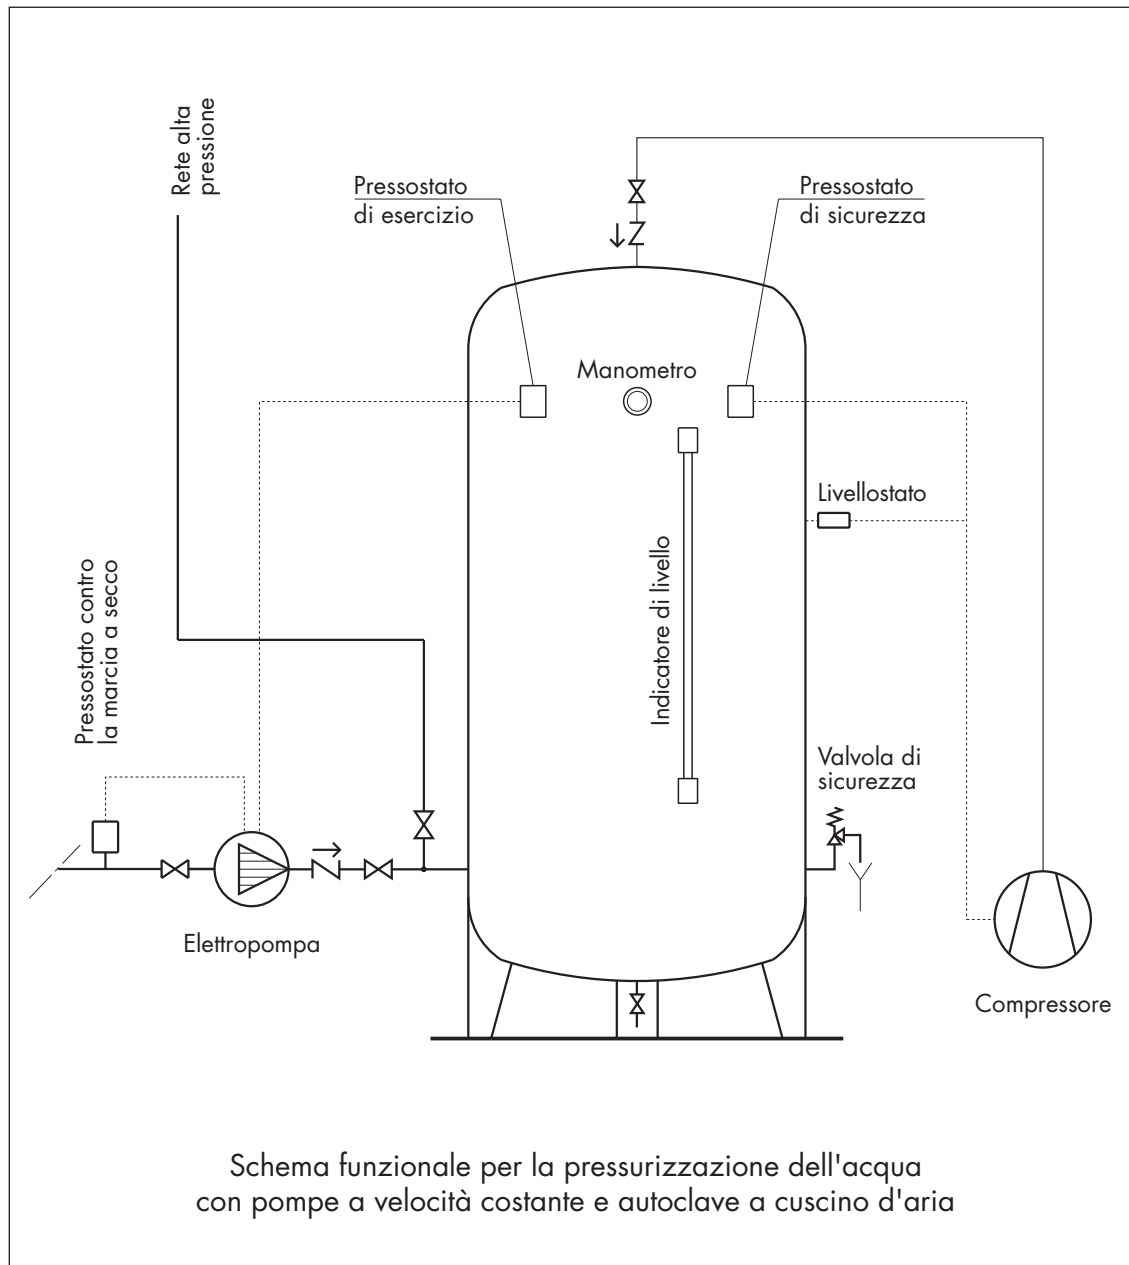 Rete alta
pressione
Pressostato
di esercizio
Pressostato
di sicurezza
Manometro
Livellostato
Indicatore di livello
Pressostato contro
la marcia a secco
Valvola di
sicurezza
Elettropompa
Compressore
Schema funzionale per la pressurizzazione dell'acqua
con pompe a velocità costante e autoclave a cuscino d'aria